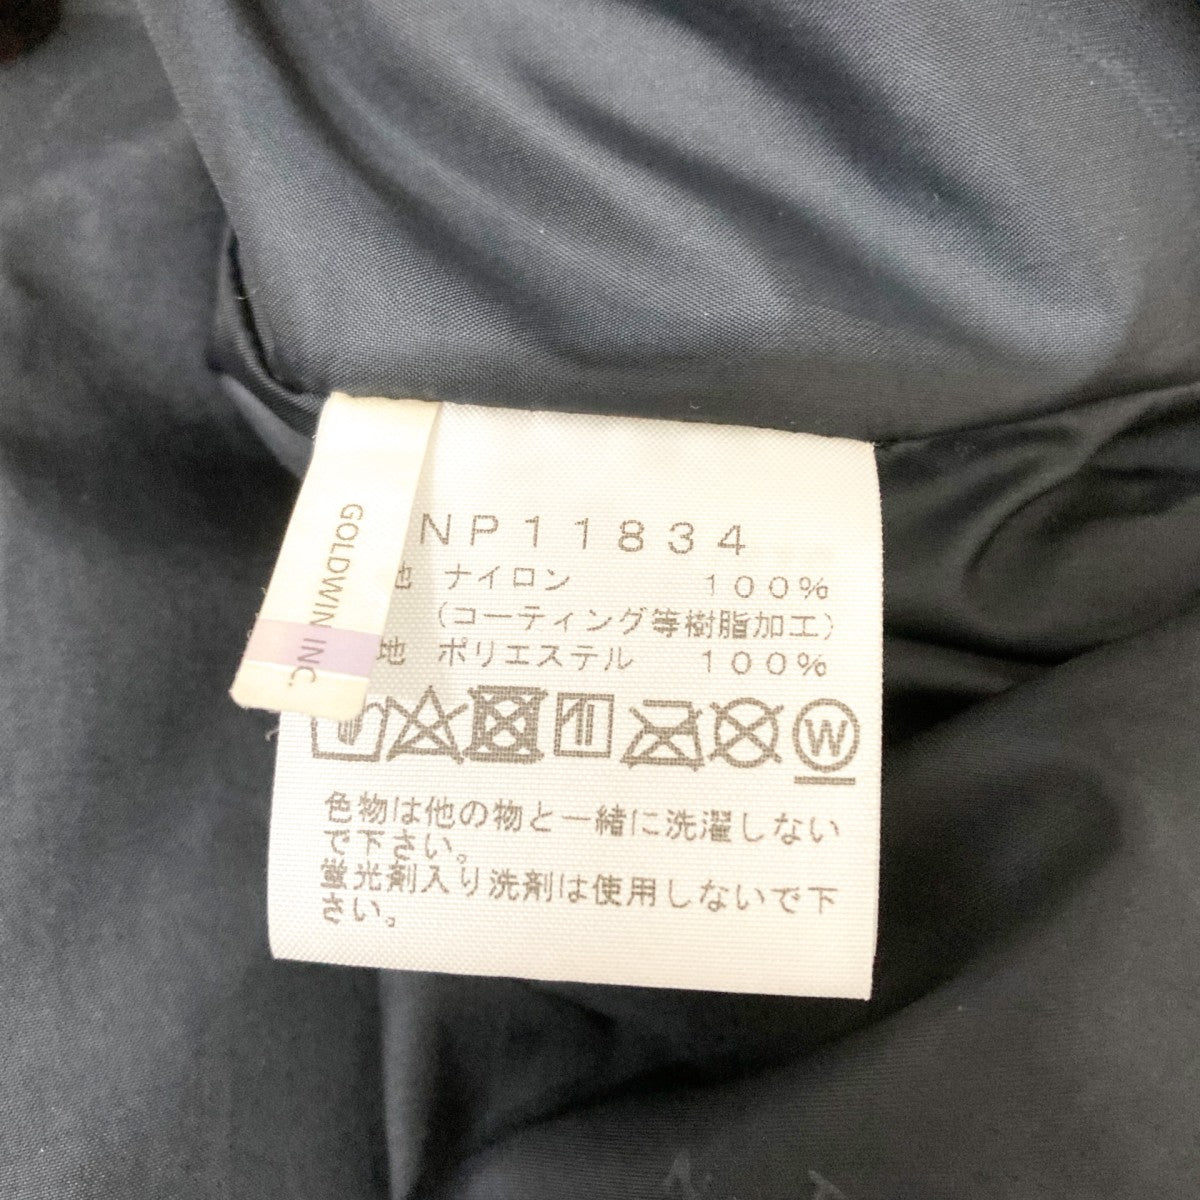 GOLDWIN INC.
NP11834
地 ナイロン 100%
(コーティング等樹脂加工)
地 ポリエステル 100%
W
色物は他の物と一緒に洗濯しない
で下さい。
蛍光剤入り洗剤は使用しないで下
さい。